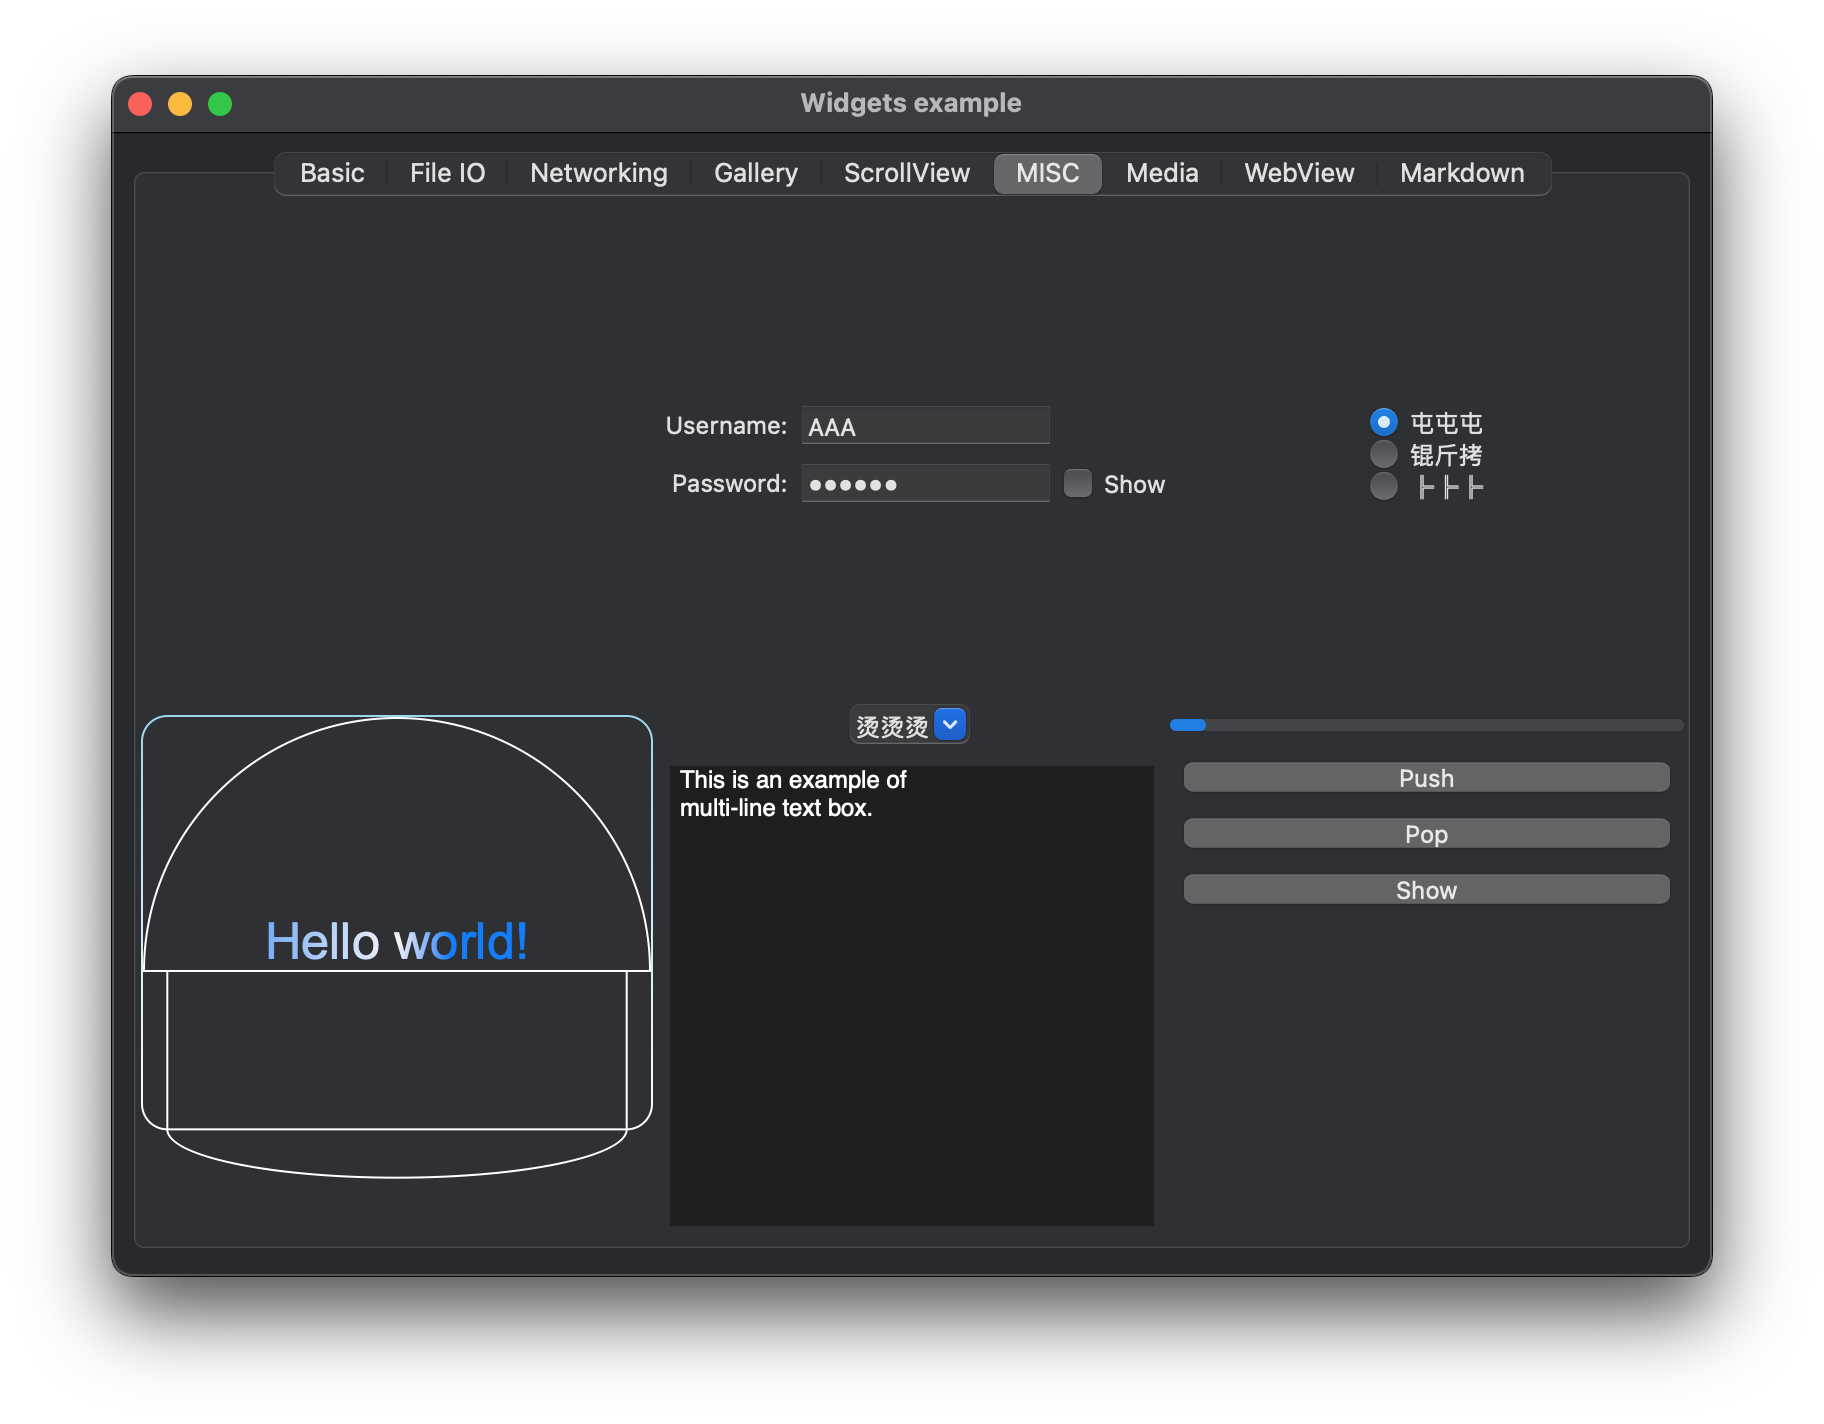 Widgets example
Basic File IO Networking Gallery ScrollView MISC Media WebView Markdown
Username: AAA
Password: ●●●●●● Show
屯屯屯
锟斤拷
╠╠╠
烫烫烫
This is an example of
multi-line text box.
Push
Pop
Show
Hello world!